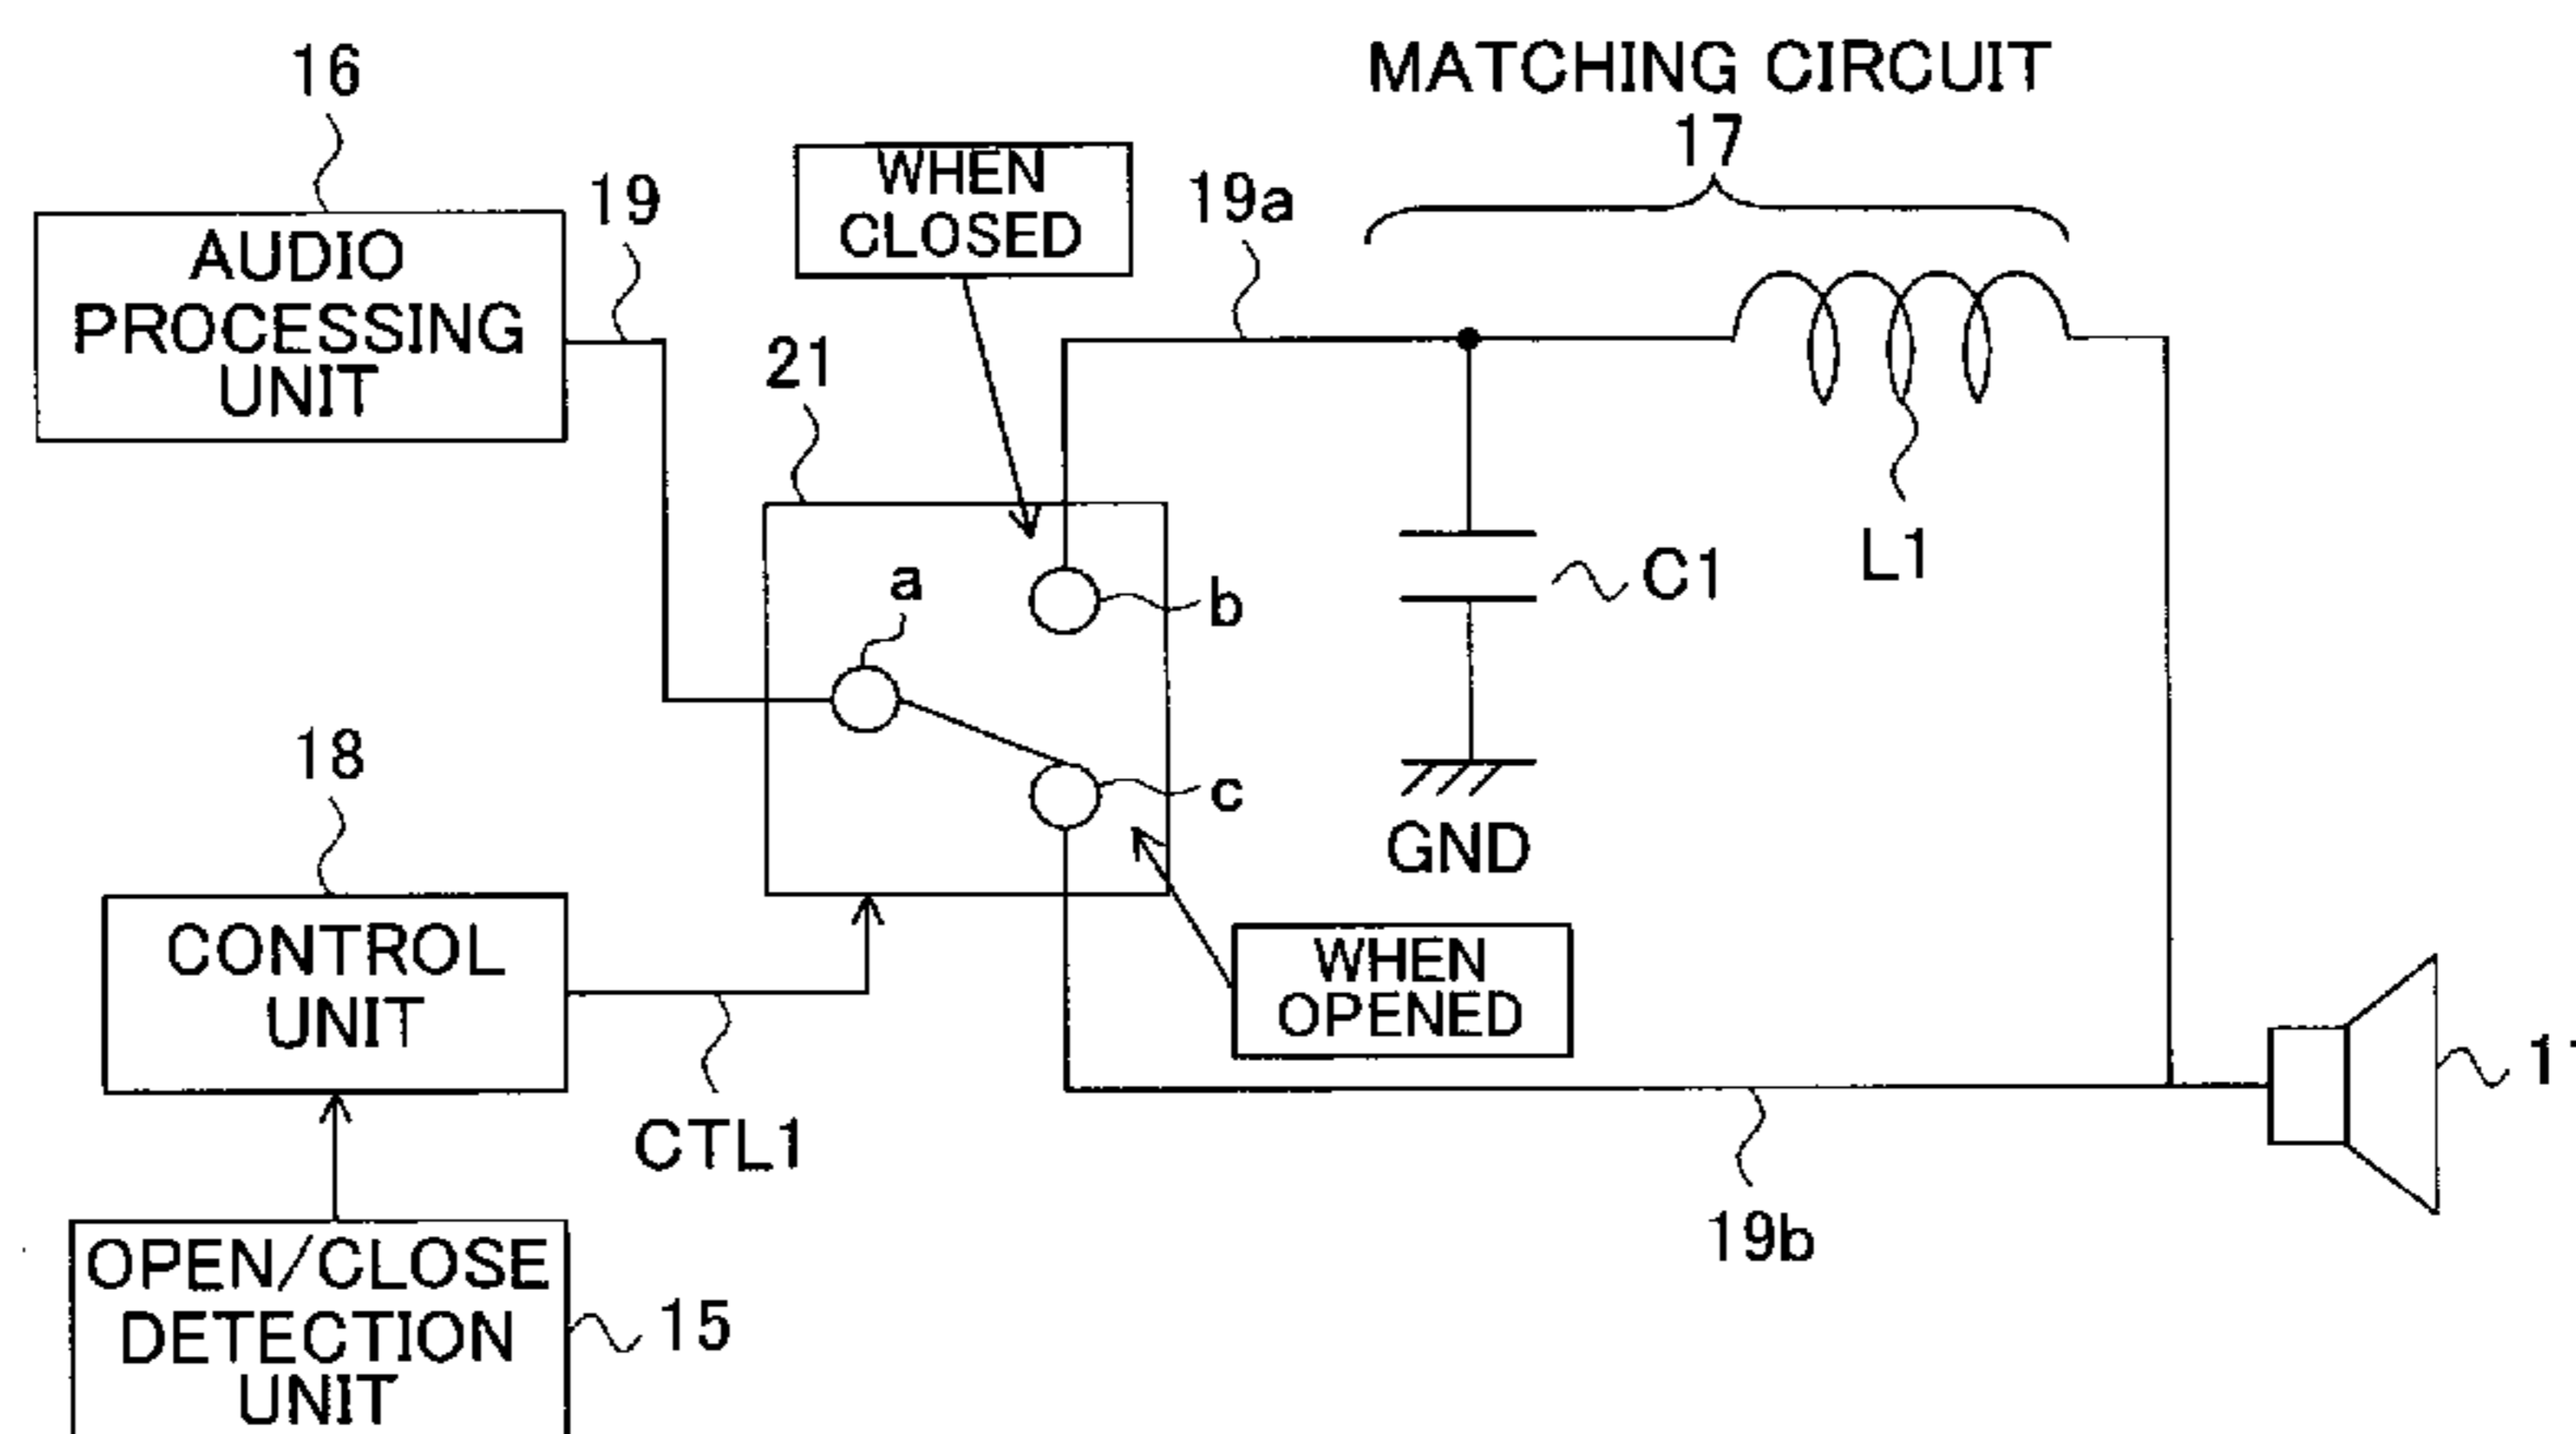 MATCHING CIRCUIT
17
16
AUDIO
PROCESSING
UNIT
19
WHEN
CLOSED
19a
21
L1
C1
a
b
c
GND
18
CONTROL
UNIT
CTL1
WHEN
OPENED
19b
OPEN/CLOSE
DETECTION
UNIT
15